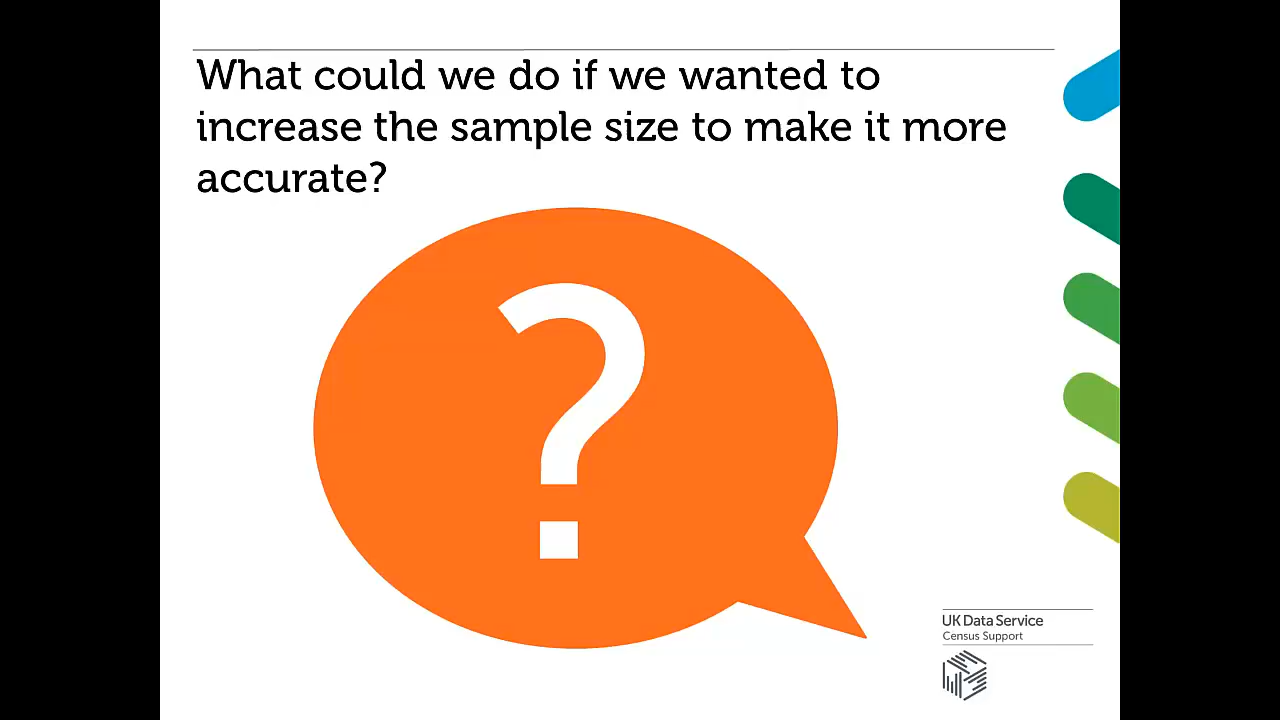 What could we do if we wanted to
increase the sample size to make it more
accurate?
?
UK Data Service
Census Support